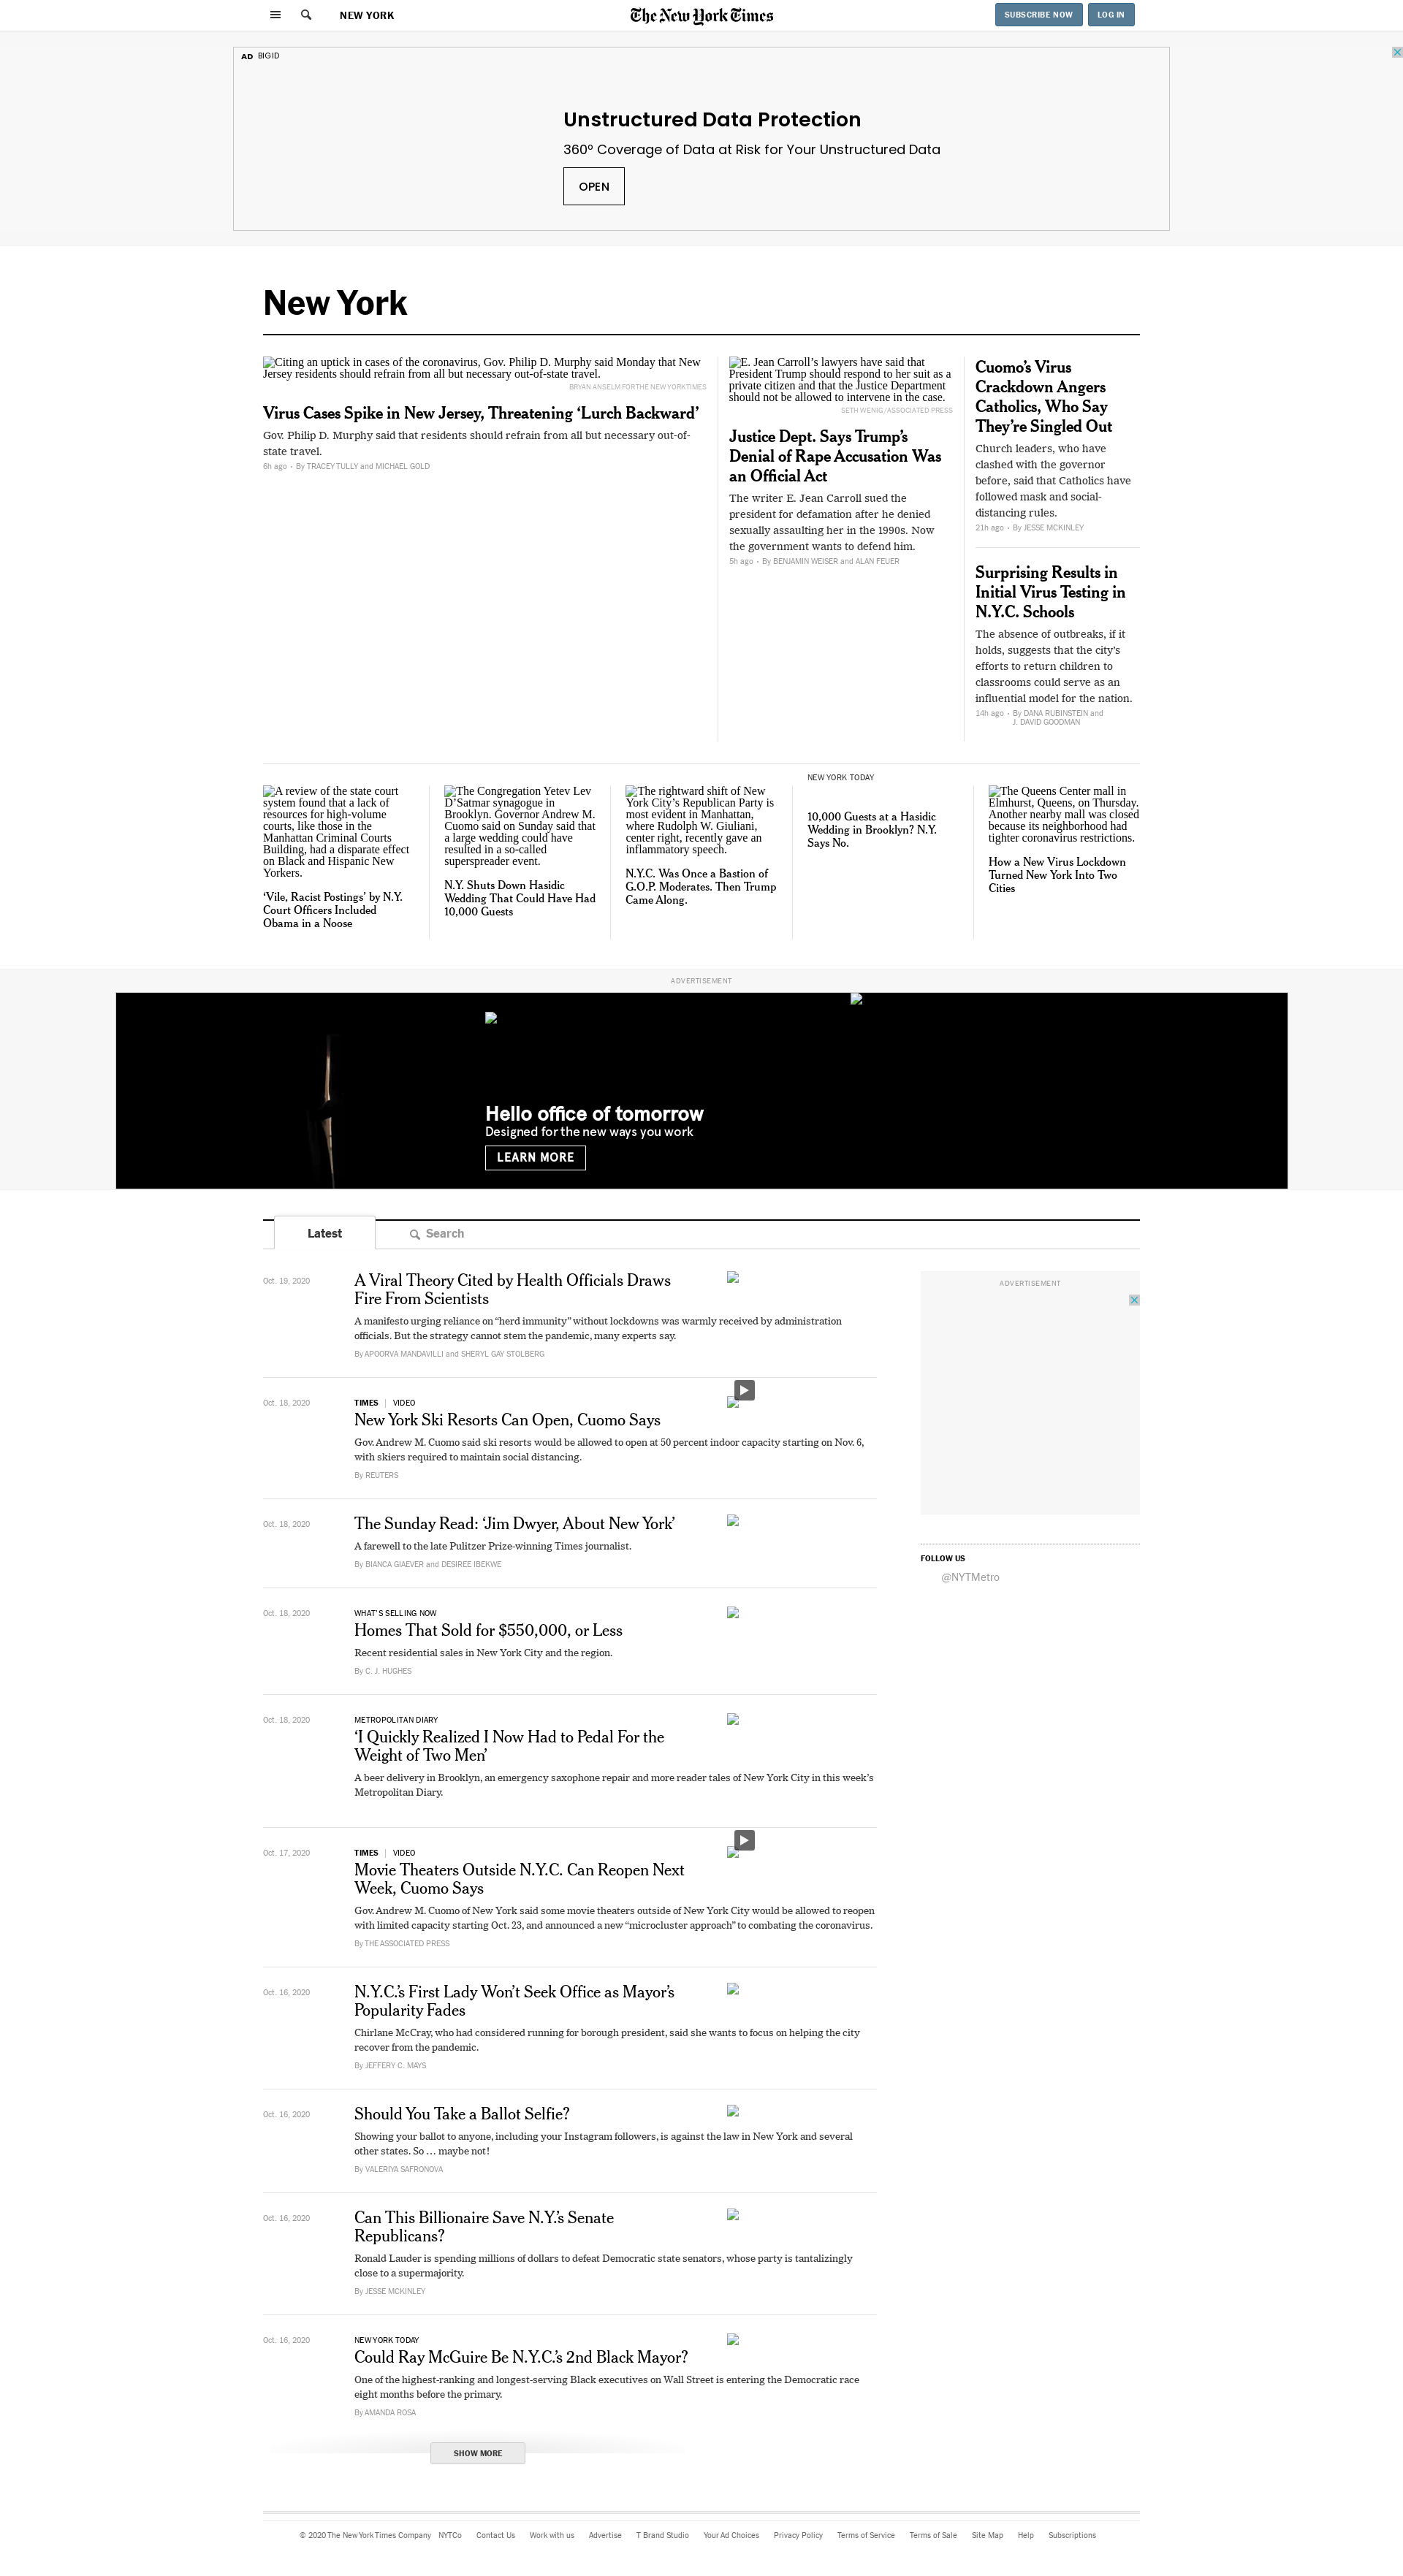 NEW YORK
The New York Times
SUBSCRIBE NOW
LOG IN
AD BIGID
Unstructured Data Protection
360º Coverage of Data at Risk for Your Unstructured Data
OPEN
New York
Citing an uptick in cases of the coronavirus, Gov. Philip D. Murphy said Monday that New
Jersey residents should refrain from all but necessary out-of-state travel.
BRYAN ANSELM FOR THE NEW YORK TIMES
Virus Cases Spike in New Jersey, Threatening ‘Lurch Backward’
Gov. Philip D. Murphy said that residents should refrain from all but necessary out-of-
state travel.
6h ago • By TRACEY TULLY and MICHAEL GOLD
E. Jean Carroll’s lawyers have said that
President Trump should respond to her suit as a
private citizen and that the Justice Department
should not be allowed to intervene in the case.
SETH WENIG/ASSOCIATED PRESS
Justice Dept. Says Trump’s
Denial of Rape Accusation Was
an Official Act
The writer E. Jean Carroll sued the
president for defamation after he denied
sexually assaulting her in the 1990s. Now
the government wants to defend him.
5h ago • By BENJAMIN WEISER and ALAN FEUER
Cuomo’s Virus
Crackdown Angers
Catholics, Who Say
They’re Singled Out
Church leaders, who have
clashed with the governor
before, said that Catholics have
followed mask and social-
distancing rules.
21h ago • By JESSE MCKINLEY
Surprising Results in
Initial Virus Testing in
N.Y.C. Schools
The absence of outbreaks, if it
holds, suggests that the city’s
efforts to return children to
classrooms could serve as an
influential model for the nation.
14h ago • By DANA RUBINSTEIN and
J. DAVID GOODMAN
A review of the state court
system found that a lack of
resources for high-volume
courts, like those in the
Manhattan Criminal Courts
Building, had a disparate effect
on Black and Hispanic New
Yorkers.
‘Vile, Racist Postings’ by N.Y.
Court Officers Included
Obama in a Noose
The Congregation Yetev Lev
D’Satmar synagogue in
Brooklyn. Governor Andrew M.
Cuomo said on Sunday said that
a large wedding could have
resulted in a so-called
superspreader event.
N.Y. Shuts Down Hasidic
Wedding That Could Have Had
10,000 Guests
The rightward shift of New
York City’s Republican Party is
most evident in Manhattan,
where Rudolph W. Giuliani,
center right, recently gave an
inflammatory speech.
N.Y.C. Was Once a Bastion of
G.O.P. Moderates. Then Trump
Came Along.
NEW YORK TODAY
10,000 Guests at a Hasidic
Wedding in Brooklyn? N.Y.
Says No.
The Queens Center mall in
Elmhurst, Queens, on Thursday.
Another nearby mall was closed
because its neighborhood had
tighter coronavirus restrictions.
How a New Virus Lockdown
Turned New York Into Two
Cities
ADVERTISEMENT
Hello office of tomorrow
Designed for the new ways you work
LEARN MORE
Latest
Search
Oct. 19, 2020
A Viral Theory Cited by Health Officials Draws
Fire From Scientists
A manifesto urging reliance on “herd immunity” without lockdowns was warmly received by administration
officials. But the strategy cannot stem the pandemic, many experts say.
By APOORVA MANDAVILLI and SHERYL GAY STOLBERG
ADVERTISEMENT
Oct. 18, 2020
TIMES | VIDEO
New York Ski Resorts Can Open, Cuomo Says
Gov. Andrew M. Cuomo said ski resorts would be allowed to open at 50 percent indoor capacity starting on Nov. 6,
with skiers required to maintain social distancing.
By REUTERS
Oct. 18, 2020
The Sunday Read: ‘Jim Dwyer, About New York’
A farewell to the late Pulitzer Prize-winning Times journalist.
By BIANCA GIAEVER and DESIREE IBEKWE
FOLLOW US
@NYTMetro
Oct. 18, 2020
WHAT’S SELLING NOW
Homes That Sold for $550,000, or Less
Recent residential sales in New York City and the region.
By C. J. HUGHES
Oct. 18, 2020
METROPOLITAN DIARY
‘I Quickly Realized I Now Had to Pedal For the
Weight of Two Men’
A beer delivery in Brooklyn, an emergency saxophone repair and more reader tales of New York City in this week’s
Metropolitan Diary.
Oct. 17, 2020
TIMES | VIDEO
Movie Theaters Outside N.Y.C. Can Reopen Next
Week, Cuomo Says
Gov. Andrew M. Cuomo of New York said some movie theaters outside of New York City would be allowed to reopen
with limited capacity starting Oct. 23, and announced a new “microcluster approach” to combating the coronavirus.
By THE ASSOCIATED PRESS
Oct. 16, 2020
N.Y.C.’s First Lady Won’t Seek Office as Mayor’s
Popularity Fades
Chirlane McCray, who had considered running for borough president, said she wants to focus on helping the city
recover from the pandemic.
By JEFFERY C. MAYS
Oct. 16, 2020
Should You Take a Ballot Selfie?
Showing your ballot to anyone, including your Instagram followers, is against the law in New York and several
other states. So … maybe not!
By VALERIYA SAFRONOVA
Oct. 16, 2020
Can This Billionaire Save N.Y.’s Senate
Republicans?
Ronald Lauder is spending millions of dollars to defeat Democratic state senators, whose party is tantalizingly
close to a supermajority.
By JESSE MCKINLEY
Oct. 16, 2020
NEW YORK TODAY
Could Ray McGuire Be N.Y.C.’s 2nd Black Mayor?
One of the highest-ranking and longest-serving Black executives on Wall Street is entering the Democratic race
eight months before the primary.
By AMANDA ROSA
SHOW MORE
© 2020 The New York Times Company NYTCo Contact Us Work with us Advertise T Brand Studio Your Ad Choices Privacy Policy Terms of Service Terms of Sale Site Map Help Subscriptions